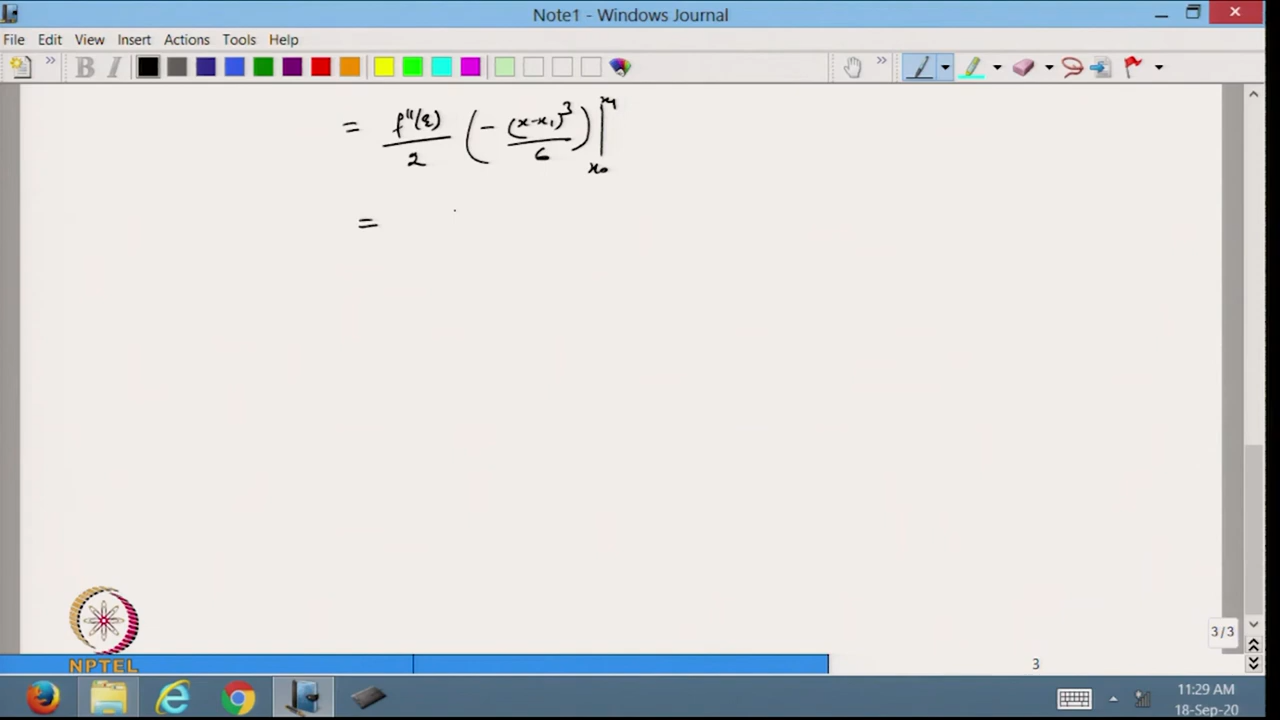 Note1 - Windows Journal
File Edit View Insert Actions Tools Help
B I
= f''(ξ)/2 (- (x-x₁)³/6) |ₓ₀^x₁
=
3/3
NPTEL
3
11:29 AM
18-Sep-20